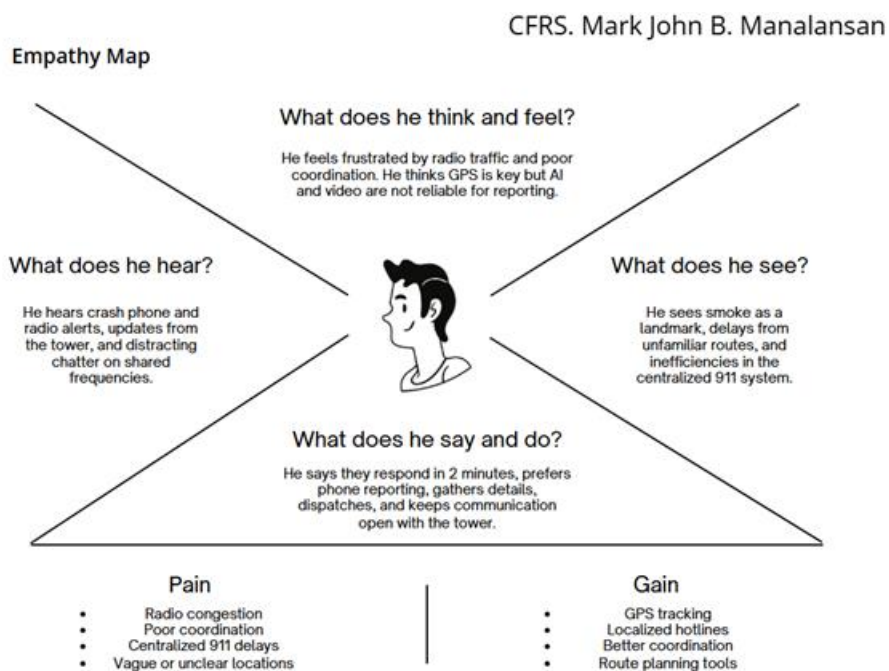 CFRS. Mark John B. Manalansan
Empathy Map
What does he think and feel?
He feels frustrated by radio traffic and poor
coordination. He thinks GPS is key but AI
and video are not reliable for reporting.
What does he hear?
He hears crash phone and
radio alerts, updates from
the tower, and distracting
chatter on shared
frequencies.
What does he see?
He sees smoke as a
landmark, delays from
unfamiliar routes, and
inefficiencies in the
centralized 911 system.
What does he say and do?
He says they respond in 2 minutes, prefers
phone reporting, gathers details,
dispatches, and keeps communication
open with the tower.
Pain
• Radio congestion
• Poor coordination
• Centralized 911 delays
• Vague or unclear locations
Gain
• GPS tracking
• Localized hotlines
• Better coordination
• Route planning tools